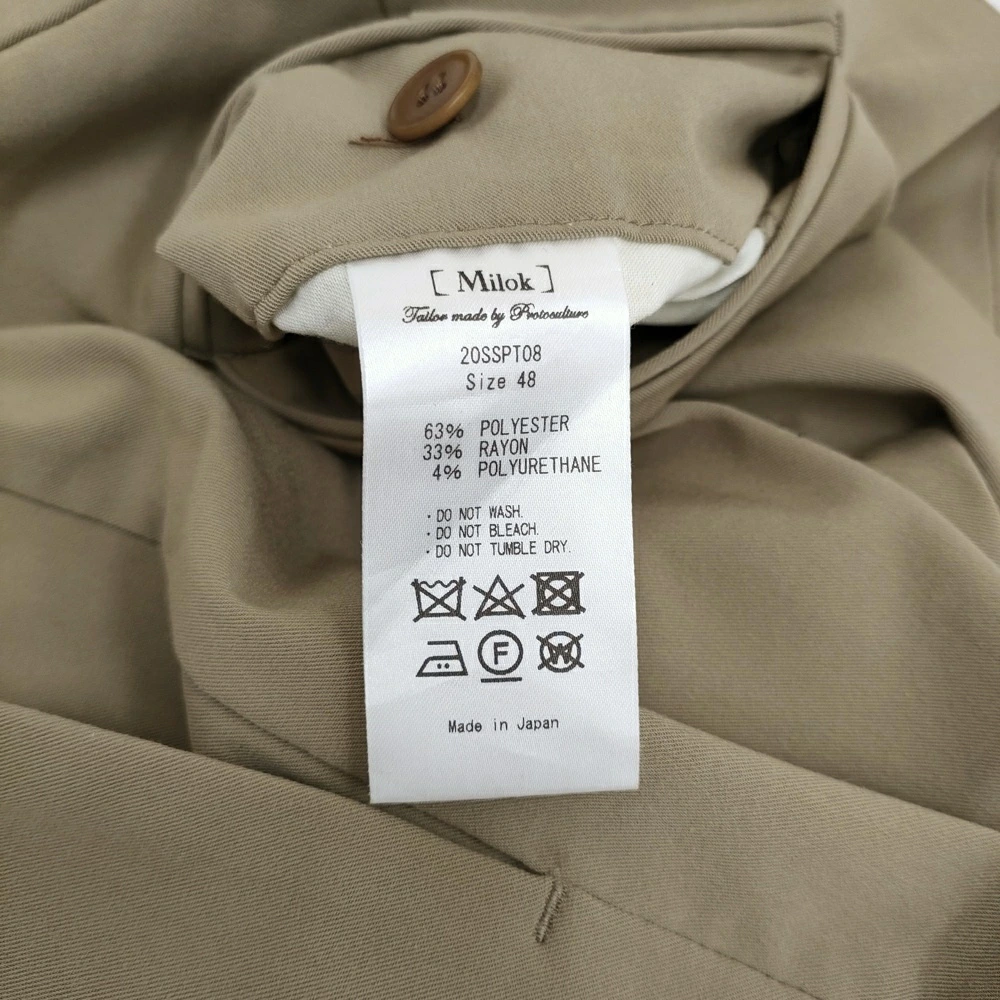 [ Milok ]
Tailor made by Protoculture
20SSPT08
Size 48
63% POLYESTER
33% RAYON
4% POLYURETHANE
・DO NOT WASH.
・DO NOT BLEACH.
・DO NOT TUMBLE DRY.
F W
Made in Japan